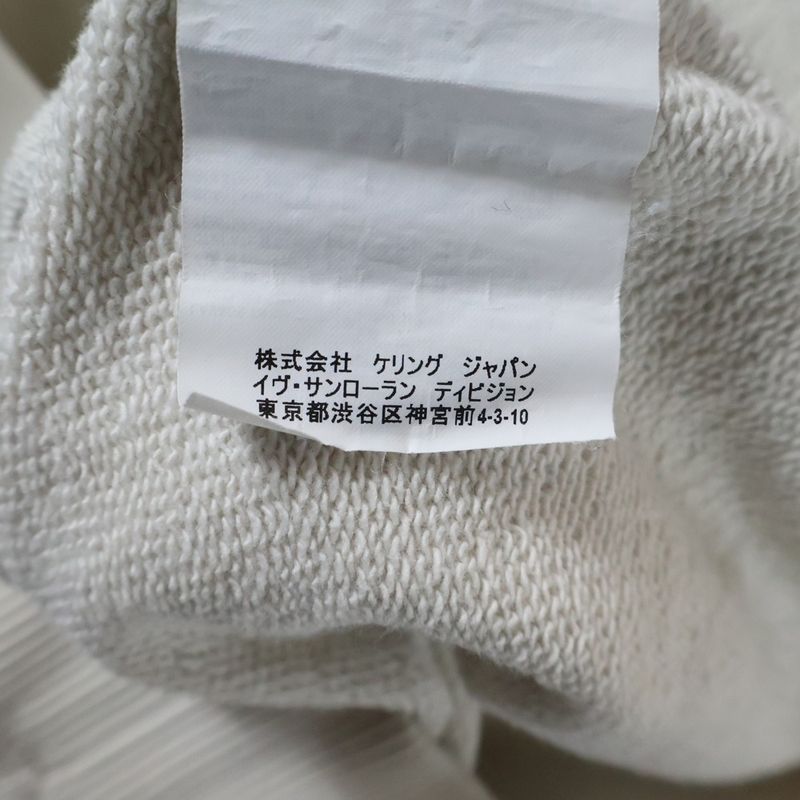 株式会社 ケリング ジャパン
イヴ・サンローラン ディビジョン
東京都渋谷区神宮前4-3-10